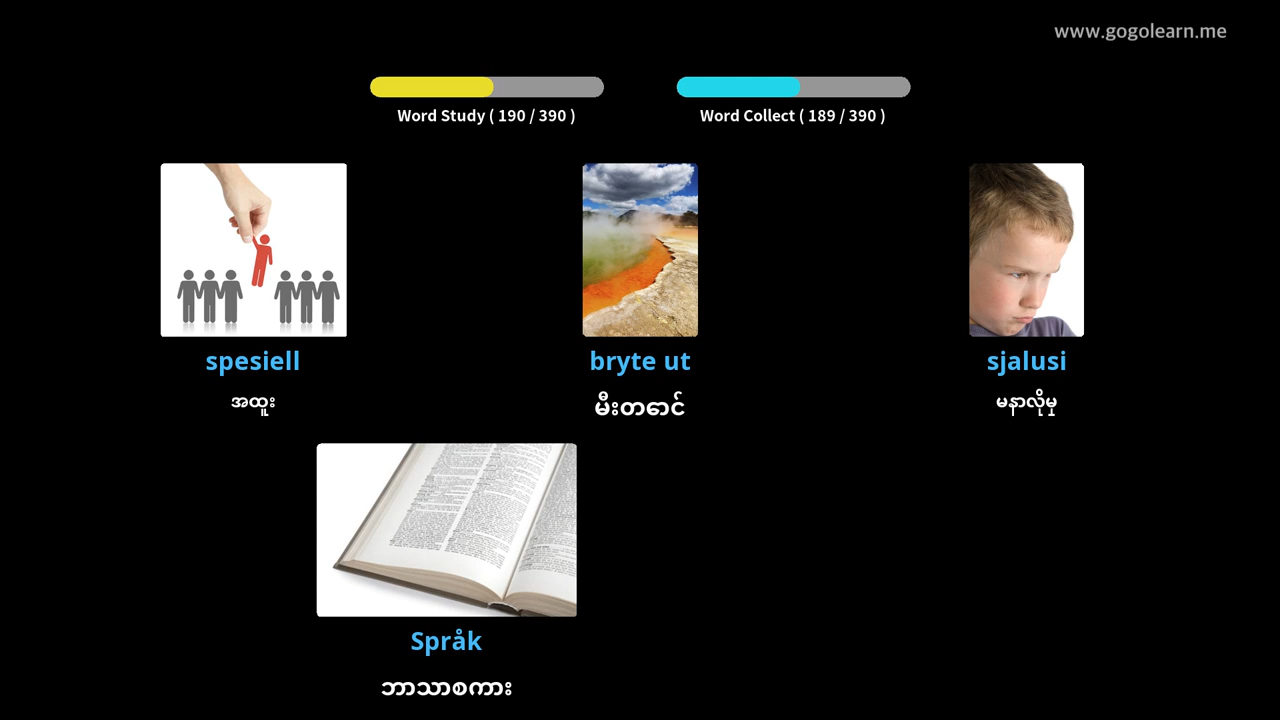 www.gogolearn.me
Word Study ( 190 / 390 )
Word Collect ( 189 / 390 )
spesiell
bryte ut
sjalusi
အထူး
မီးတောင်
မနာလိုမှု
Språk
ဘာသာစကား